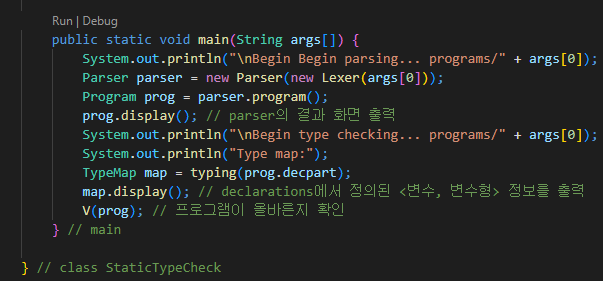 Run | Debug
public static void main(String args[]) {
System.out.println("\nBegin Begin parsing... programs/" + args[0]);
Parser parser = new Parser(new Lexer(args[0]));
Program prog = parser.program();
prog.display(); // parser의 결과 화면 출력
System.out.println("\nBegin type checking... programs/" + args[0]);
System.out.println("Type map:");
TypeMap map = typing(prog.decpart);
map.display(); // declarations에서 정의된 <변수, 변수형> 정보를 출력
V(prog); // 프로그램이 올바른지 확인
} // main
} // class StaticTypeCheck